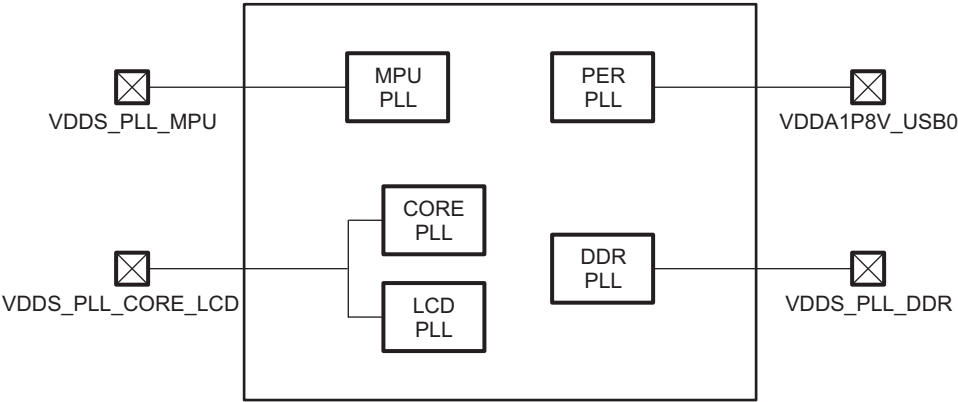 MPU
PLL
PER
PLL
VDDS_PLL_MPU
VDDA1P8V_USB0
CORE
PLL
DDR
PLL
LCD
PLL
VDDS_PLL_CORE_LCD
VDDS_PLL_DDR